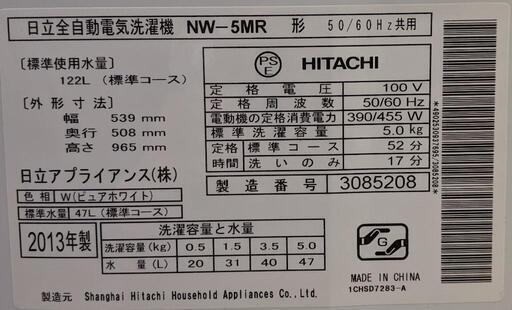 日立全自動電気洗濯機 NW-5MR 形 50/60Hz共用
〔標準使用水量〕
122L (標準コース)
〔外形寸法〕
幅 539 mm
奥行 508 mm
高さ 965 mm
日立アプライアンス(株)
色相 W(ピュアホワイト)
標準水量 47L(標準コース)
PS
E
HITACHI
定格電圧 100 V
定格周波数 50/60 Hz
電動機の定格消費電力 390/455 W
標準洗濯容量 5.0kg
定格 標準コース 52分
時間 洗いのみ 17分
製造番号 3085208
2013年製
洗濯容量と水量
洗濯容量(kg) 0.5 1.5 3.5 5.0
水量(L) 20 31 40 47
G
MADE IN CHINA
1CHSD7283-A
製造元 Shanghai Hitachi Household Appliances Co.,Ltd.